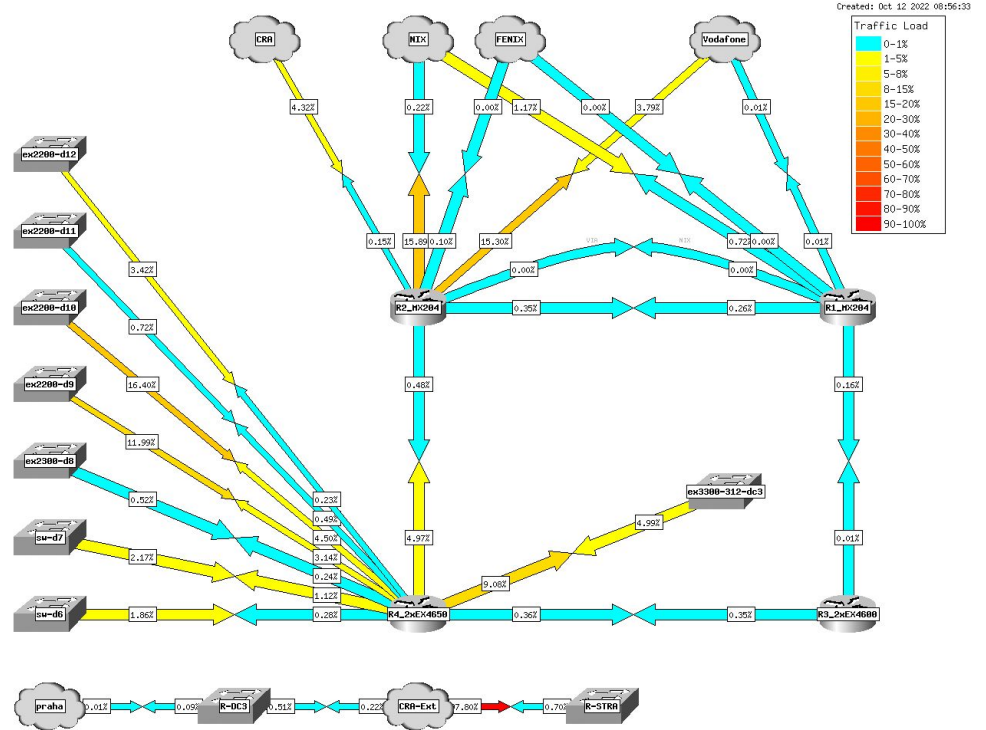 Created: Oct 12 2022 08:56:33
Traffic Load
0-1%
1-5%
5-8%
8-15%
15-20%
20-30%
30-40%
40-50%
50-60%
60-70%
70-80%
80-90%
90-100%
CRA
NIX
FENIX
Vodafone
4.32%
0.22%
0.00%
1.17%
0.00%
3.79%
0.01%
ex2200-d12
ex2200-d11
0.15%
15.89
0.10%
15.30%
VIX
NIX
0.72%
0.00%
0.01%
3.42%
0.00%
0.00%
ex2200-d10
R2_MX204
0.35%
0.26%
R1_MX204
0.72%
ex2200-d9
16.40%
0.48%
0.16%
11.99%
ex2300-d8
0.52%
0.23%
ex3300-312-dc3
0.49%
4.99%
sw-d7
4.50%
4.97%
0.01%
2.17%
3.14%
0.24%
9.08%
1.12%
sw-d6
1.86%
0.28%
R4_2xEX4650
0.36%
0.35%
R3_2xEX4600
praha
0.01%
0.09%
R-DC3
0.51%
0.22%
CRA-Ext
7.80%
0.70%
R-STRA